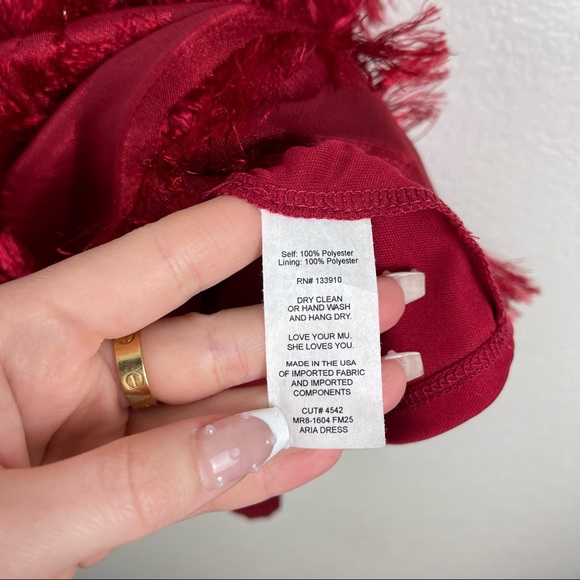 Self: 100% Polyester
Lining: 100% Polyester
RN# 133910
DRY CLEAN
OR HAND WASH
AND HANG DRY.
LOVE YOUR MU.
SHE LOVES YOU.
MADE IN THE USA
OF IMPORTED FABRIC
AND IMPORTED
COMPONENTS
CUT# 4542
MR8-1604 FM25
ARIA DRESS